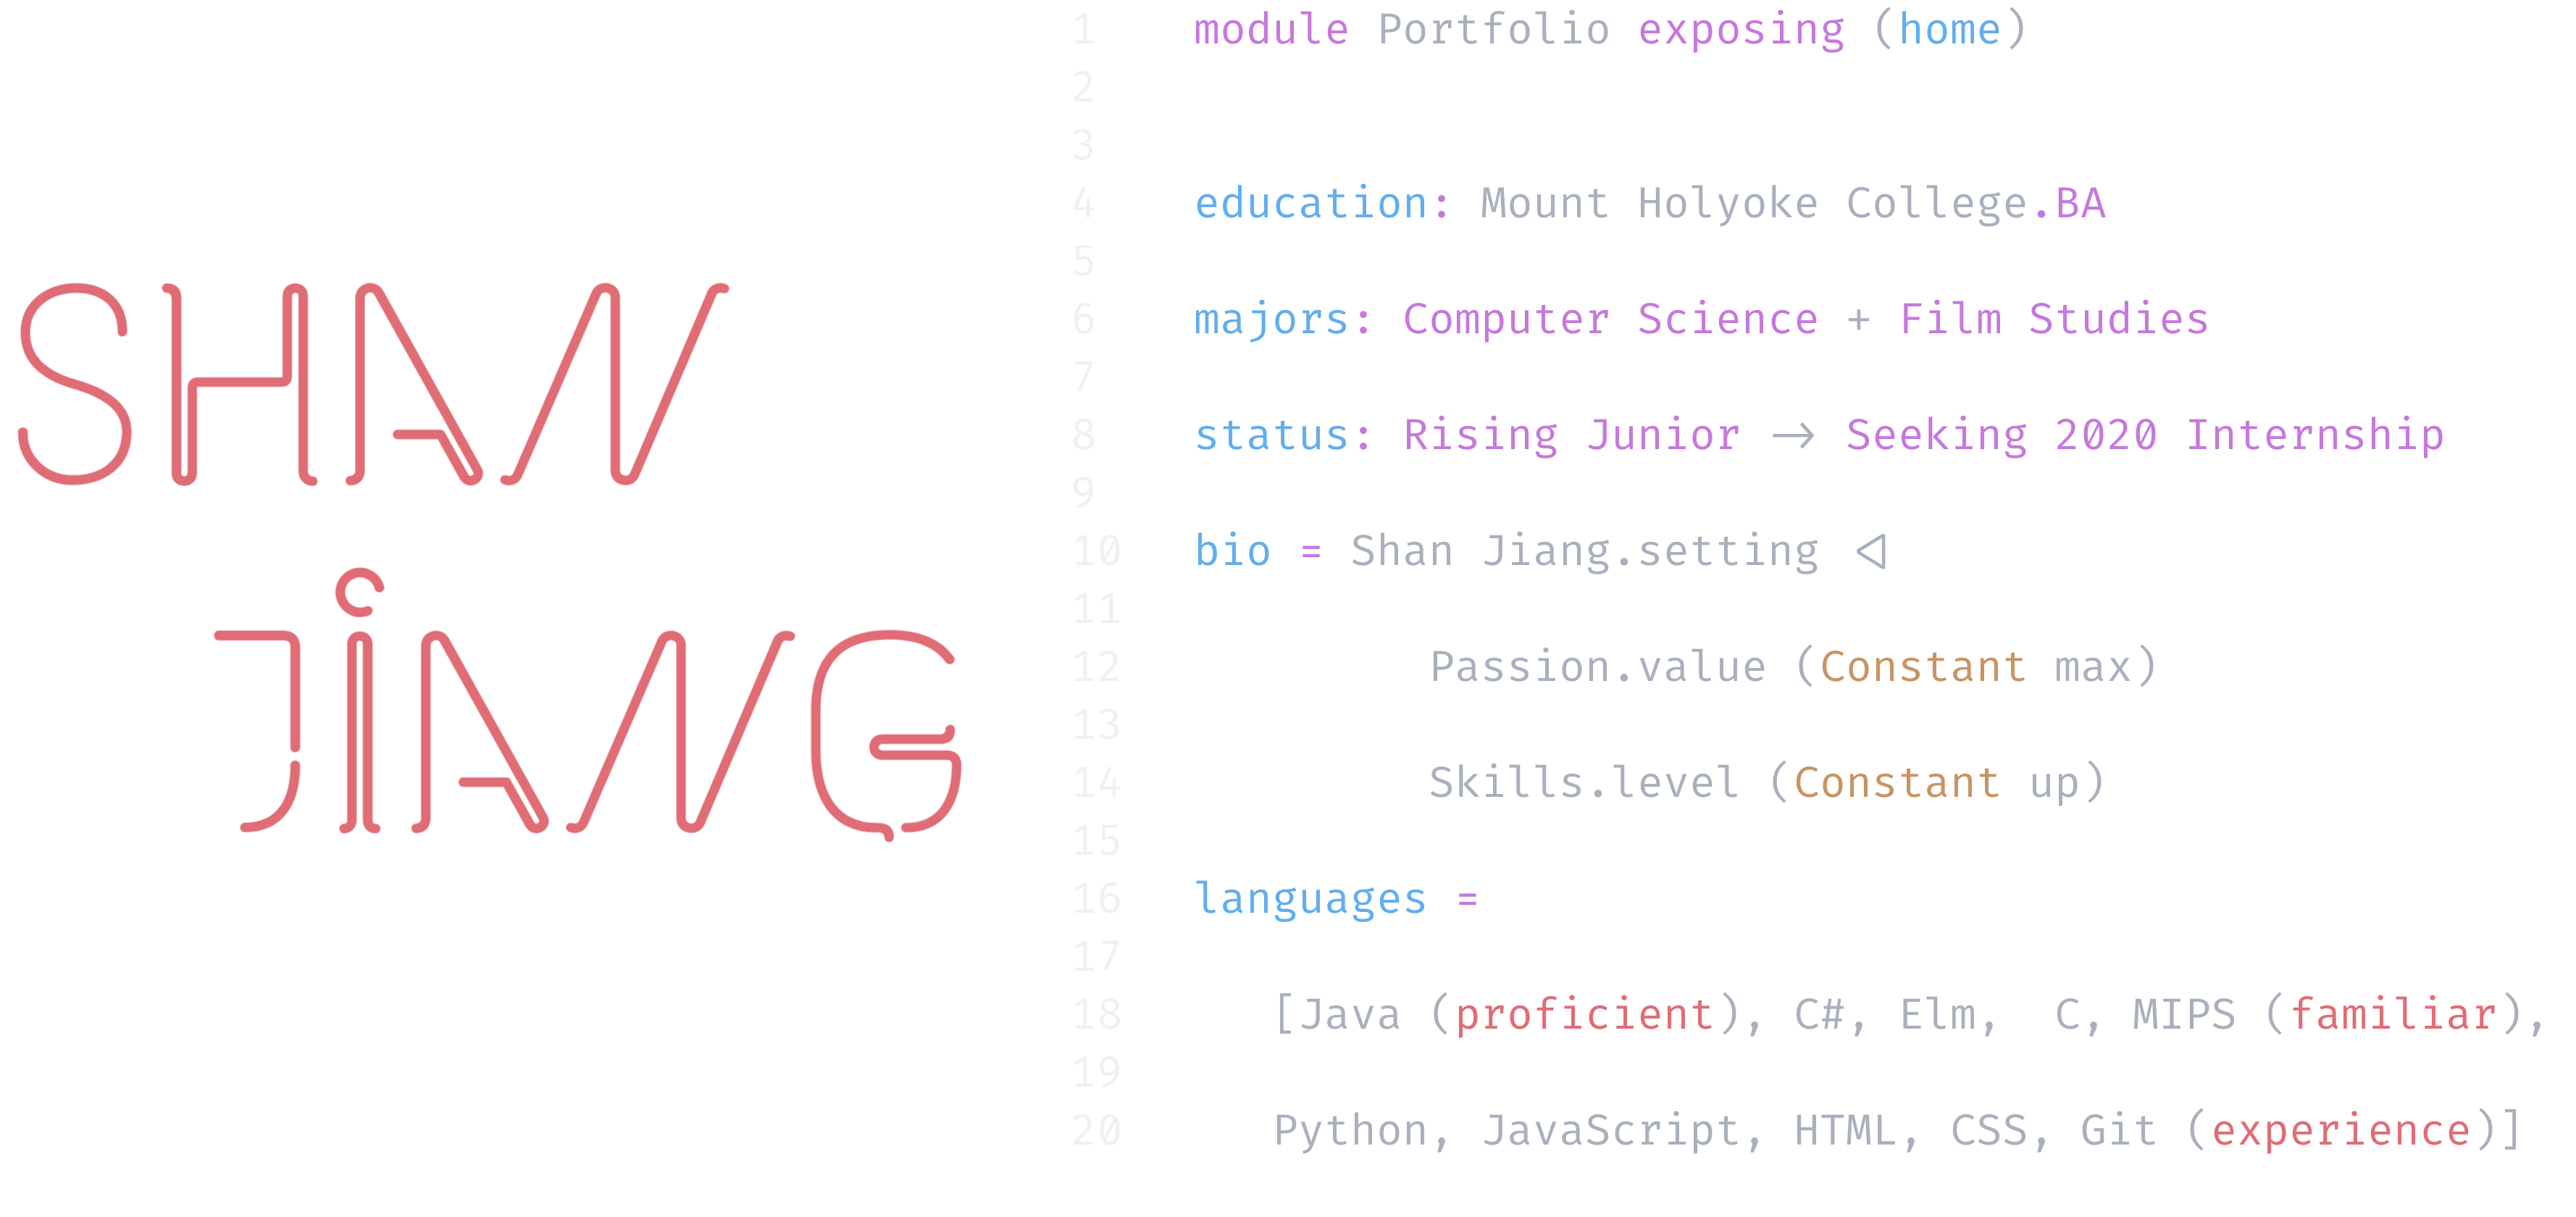 SHAN
JiANG
1 module Portfolio exposing (home)
2
3
4 education: Mount Holyoke College.BA
5
6 majors: Computer Science + Film Studies
7
8 status: Rising Junior → Seeking 2020 Internship
9
10 bio = Shan Jiang.setting ◁
11
12 Passion.value (Constant max)
13
14 Skills.level (Constant up)
15
16 languages =
17
18 [Java (proficient), C#, Elm,  C, MIPS (familiar),
19
20 Python, JavaScript, HTML, CSS, Git (experience)]